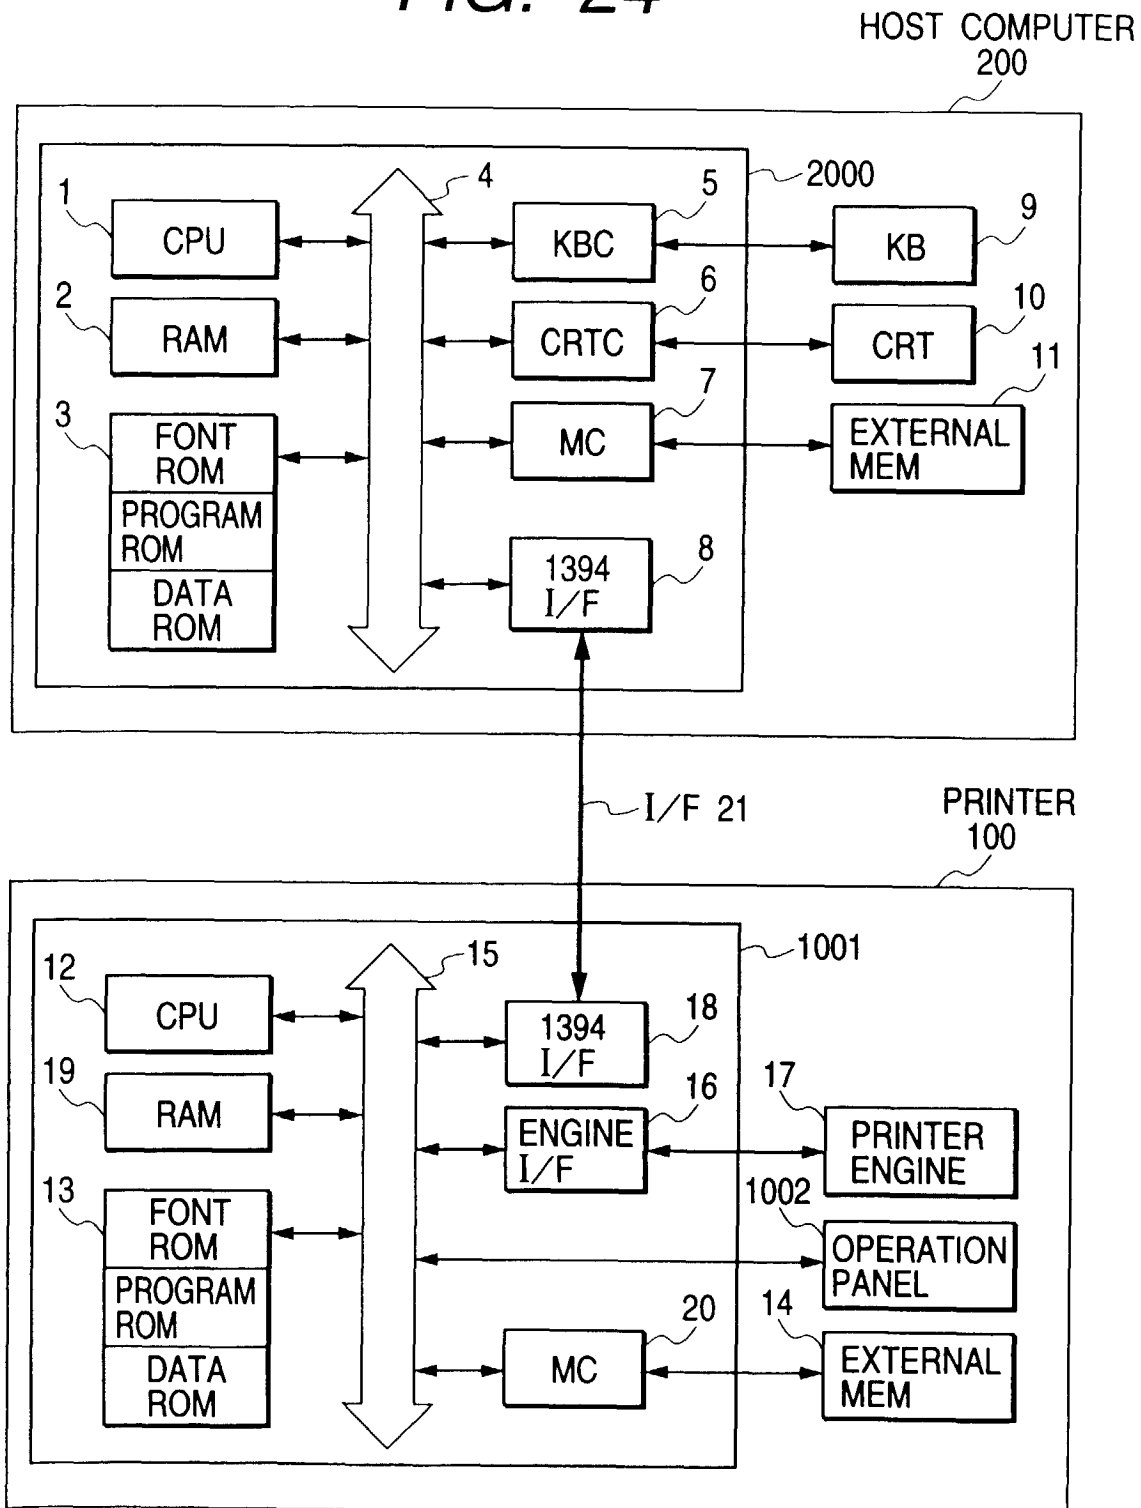 FIG. 24
HOST COMPUTER
200
2000
1
CPU
4
5
KBC
9
KB
2
RAM
6
CRTC
10
CRT
3
FONT
ROM
PROGRAM
ROM
DATA
ROM
7
MC
11
EXTERNAL
MEM
8
1394
I/F
I/F 21
PRINTER
100
1001
12
CPU
15
18
1394
I/F
19
RAM
16
ENGINE
I/F
17
PRINTER
ENGINE
13
FONT
ROM
PROGRAM
ROM
DATA
ROM
1002
OPERATION
PANEL
20
MC
14
EXTERNAL
MEM